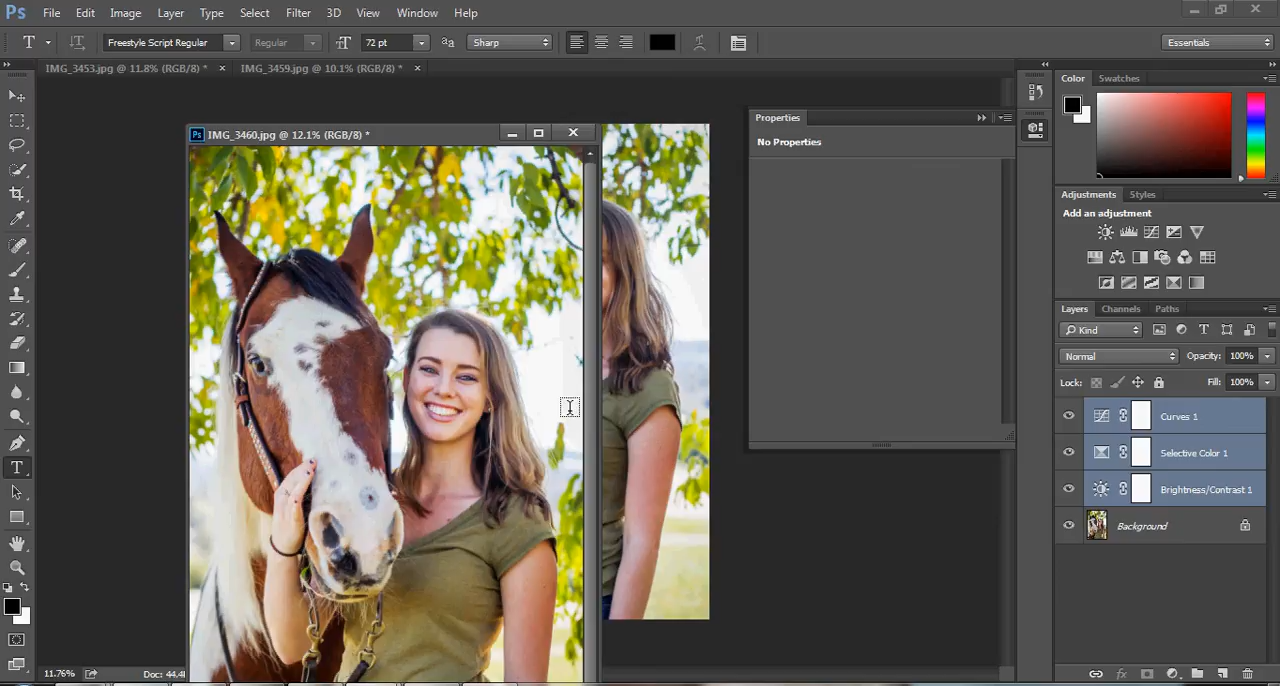 Ps File Edit Image Layer Type Select Filter 3D View Window Help
T Freestyle Script Regular Regular 72 pt Sharp Essentials
IMG_3453.jpg @ 11.8% (RGB/8) * IMG_3459.jpg @ 10.1% (RGB/8) *
Color Swatches
Properties
No Properties
Ps IMG_3460.jpg @ 12.1% (RGB/8) *
Adjustments Styles
Add an adjustment
Layers Channels Paths
Kind
Normal Opacity: 100%
Lock: Fill: 100%
Curves 1
Selective Color 1
Brightness/Contrast 1
Background
11.76% Doc: 44.4